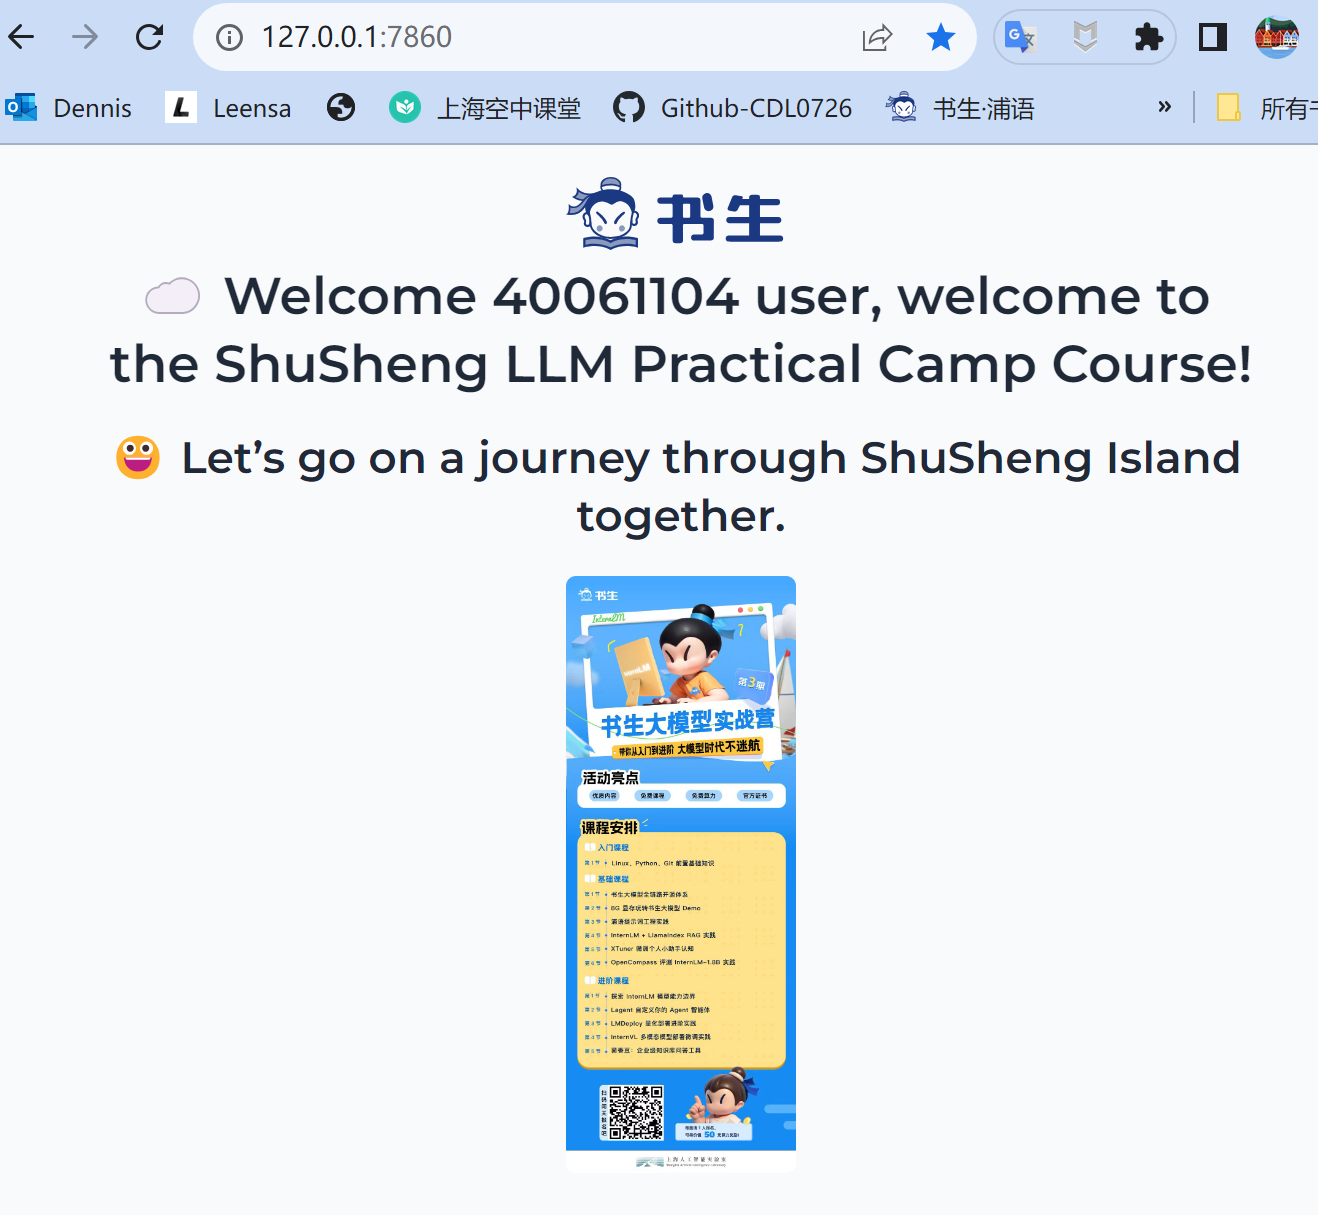 127.0.0.1:7860
Dennis Leensa 上海空中课堂 Github-CDL0726 书生·浦语 » 所有
书生
Welcome 40061104 user, welcome to
the ShuSheng LLM Practical Camp Course!
Let’s go on a journey through ShuSheng Island
together.
书生
InternLM
InternLM
第3期
书生大模型实战营
带你从入门到进阶 大模型时代不迷航
活动亮点
优质内容 免费课程 免费算力 官方证书
课程安排
入门课程
第1节 Linux、Python、Git 前置基础知识
基础课程
第1节 书生大模型全链路开源体系
第2节 8G 显存玩转书生大模型 Demo
第3节 浦语提示词工程实践
第4节 InternLM + LlamaIndex RAG 实践
第5节 XTuner 微调个人小助手认知
第6节 OpenCompass 评测 InternLM-1.8B 实践
进阶课程
第1节 探索 InternLM 模型能力边界
第2节 Lagent 自定义你的 Agent 智能体
第3节 LMDeploy 量化部署进阶实践
第4节 InternVL 多模态模型部署微调实践
第5节 茴香豆：企业级知识库问答工具
50
上海人工智能实验室